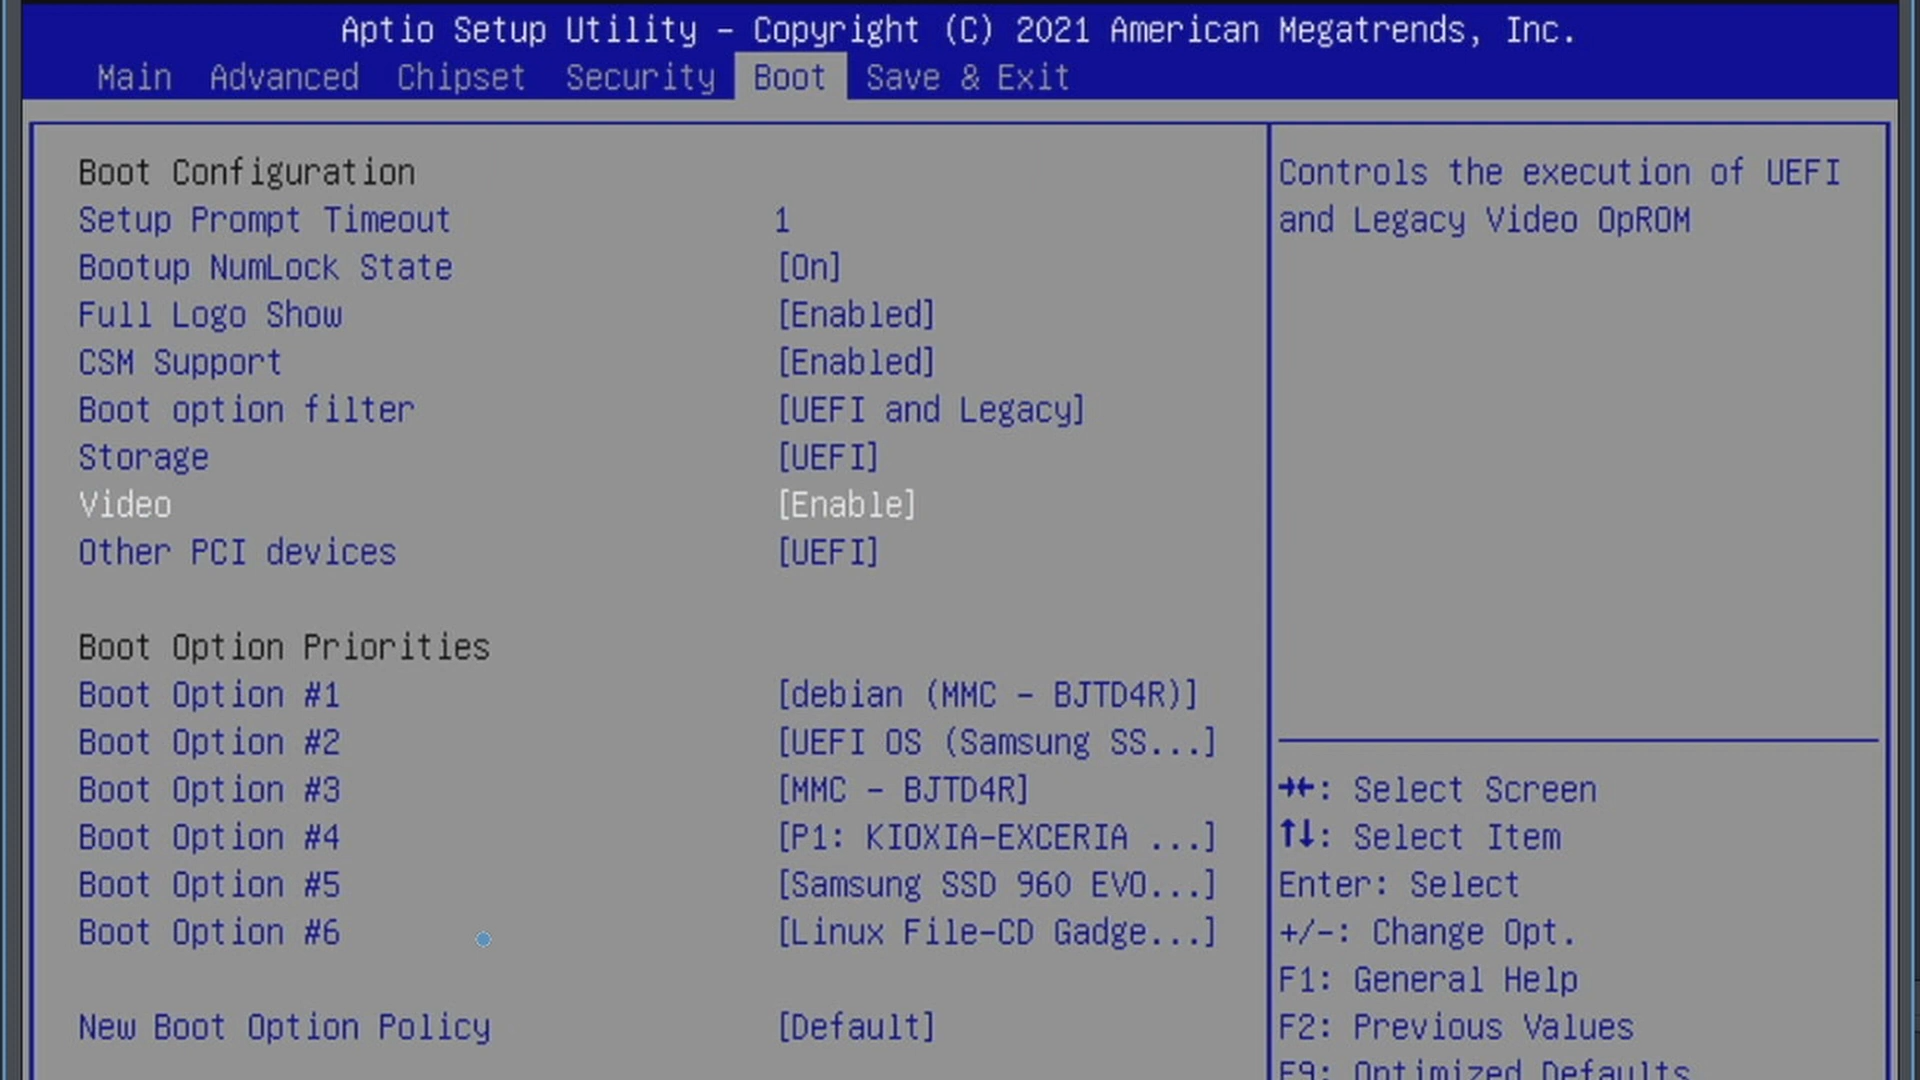 Aptio Setup Utility – Copyright (C) 2021 American Megatrends, Inc.
Main Advanced Chipset Security Boot Save & Exit
Boot Configuration
Setup Prompt Timeout 1
Bootup NumLock State [On]
Full Logo Show [Enabled]
CSM Support [Enabled]
Boot option filter [UEFI and Legacy]
Storage [UEFI]
Video [Enable]
Other PCI devices [UEFI]
Boot Option Priorities
Boot Option #1 [debian (MMC - BJTD4R)]
Boot Option #2 [UEFI OS (Samsung SS...]
Boot Option #3 [MMC - BJTD4R]
Boot Option #4 [P1: KIOXIA-EXCERIA ...]
Boot Option #5 [Samsung SSD 960 EVO...]
Boot Option #6 [Linux File-CD Gadge...]
New Boot Option Policy [Default]
Controls the execution of UEFI
and Legacy Video OpROM
→←: Select Screen
↑↓: Select Item
Enter: Select
+/-: Change Opt.
F1: General Help
F2: Previous Values
F9: Optimized Defaults